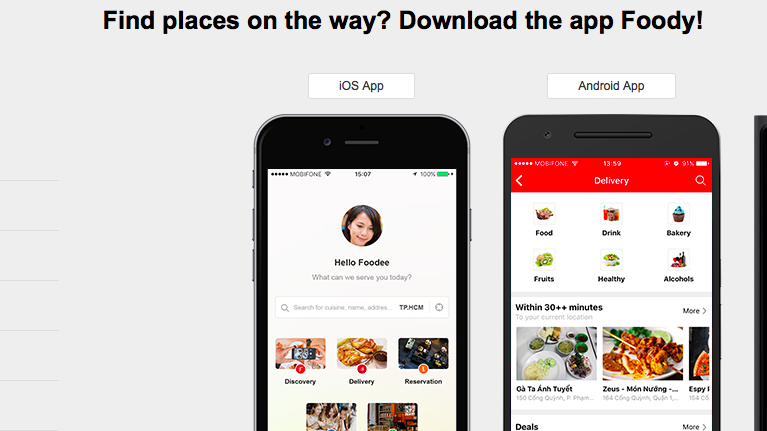 Find places on the way? Download the app Foody!
iOS App
Android App
MOBIFONE
15:07
100%
Hello Foodee
What can we serve you today?
Search for cuisine, name, addres...
TP.HCM
Discovery
Delivery
Reservation
MOBIFONE
13:59
91%
Delivery
Food
Drink
Bakery
Fruits
Healthy
Alcohols
Within 30++ minutes
More
To your current location
Gà Ta Ánh Tuyết
Zeus - Món Nướng -...
Espy F
150 Cống Quỳnh, P. Phạm...
164 Cống Quỳnh, Quận 1,...
154 C
Deals
More